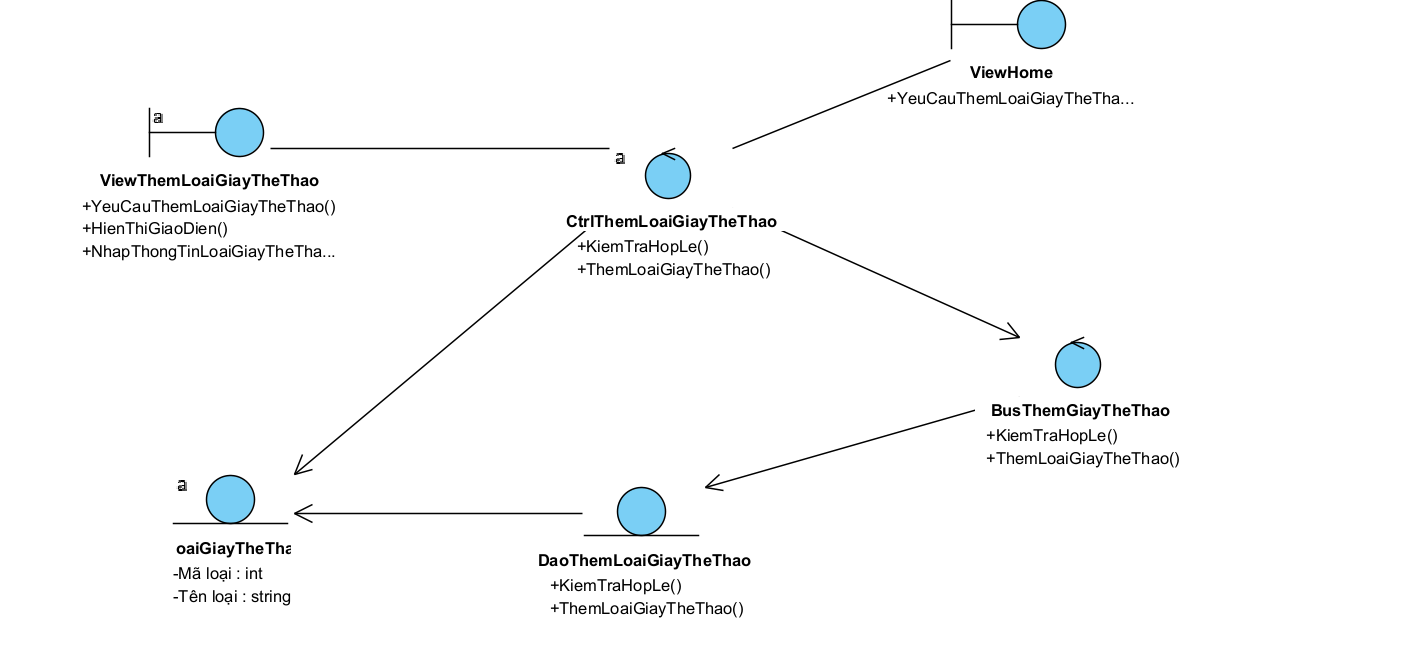 ViewHome
+YeuCauThemLoaiGiayTheTha...
a
ViewThemLoaiGiayTheThao
+YeuCauThemLoaiGiayTheThao()
+HienThiGiaoDien()
+NhapThongTinLoaiGiayTheTha...
a
CtrlThemLoaiGiayTheThao
+KiemTraHopLe()
+ThemLoaiGiayTheThao()
BusThemGiayTheThao
+KiemTraHopLe()
+ThemLoaiGiayTheThao()
a
oaiGiayTheTha
-Mã loại : int
-Tên loại : string
DaoThemLoaiGiayTheThao
+KiemTraHopLe()
+ThemLoaiGiayTheThao()